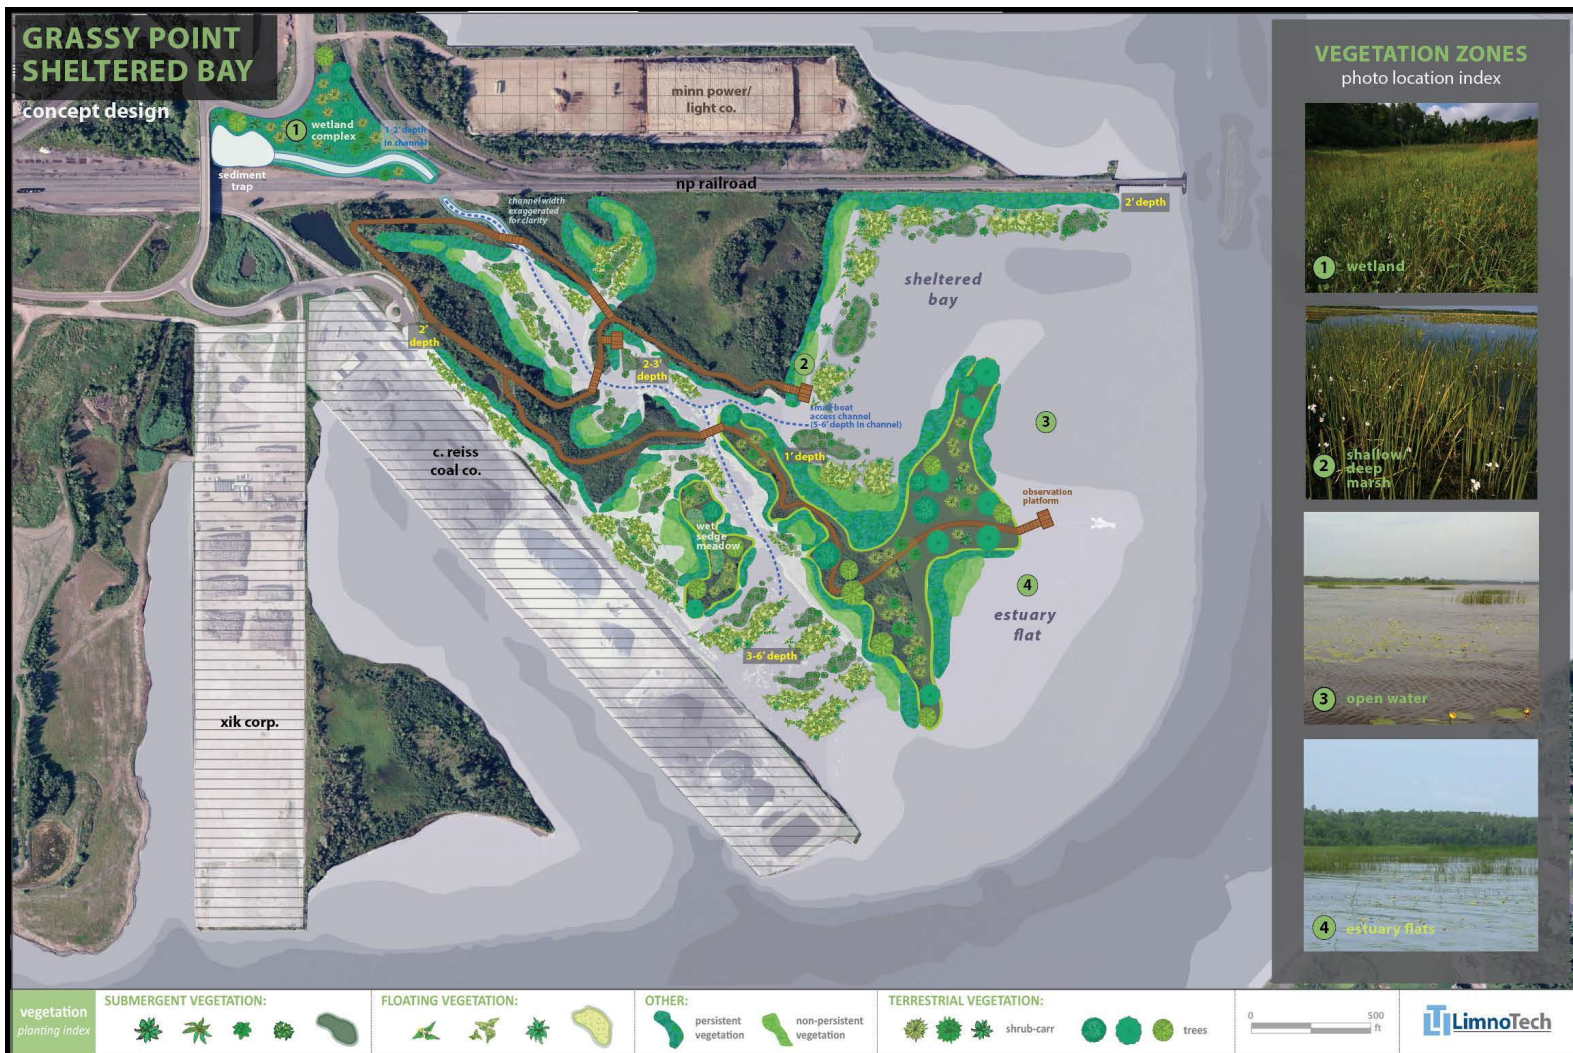 GRASSY POINT
SHELTERED BAY
concept design
1
wetland
complex
1-2' depth
in channel
sediment
trap
minn power/
light co.
np railroad
channel width
exaggerated
for clarity
2' depth
sheltered
bay
2'
depth
2-3'
depth
2
small boat
access channel
(5-6' depth in channel)
3
1' depth
c. reiss
coal co.
observation
platform
wet/
sedge
meadow
4
estuary
flat
3-6' depth
xik corp.
VEGETATION ZONES
photo location index
1 wetland
2 shallow/
deep
marsh
3 open water
4 estuary flats
vegetation
planting index
SUBMERGENT VEGETATION:
FLOATING VEGETATION:
OTHER:
persistent
vegetation
non-persistent
vegetation
TERRESTRIAL VEGETATION:
shrub-carr
trees
0 500
ft
LT LimnoTech